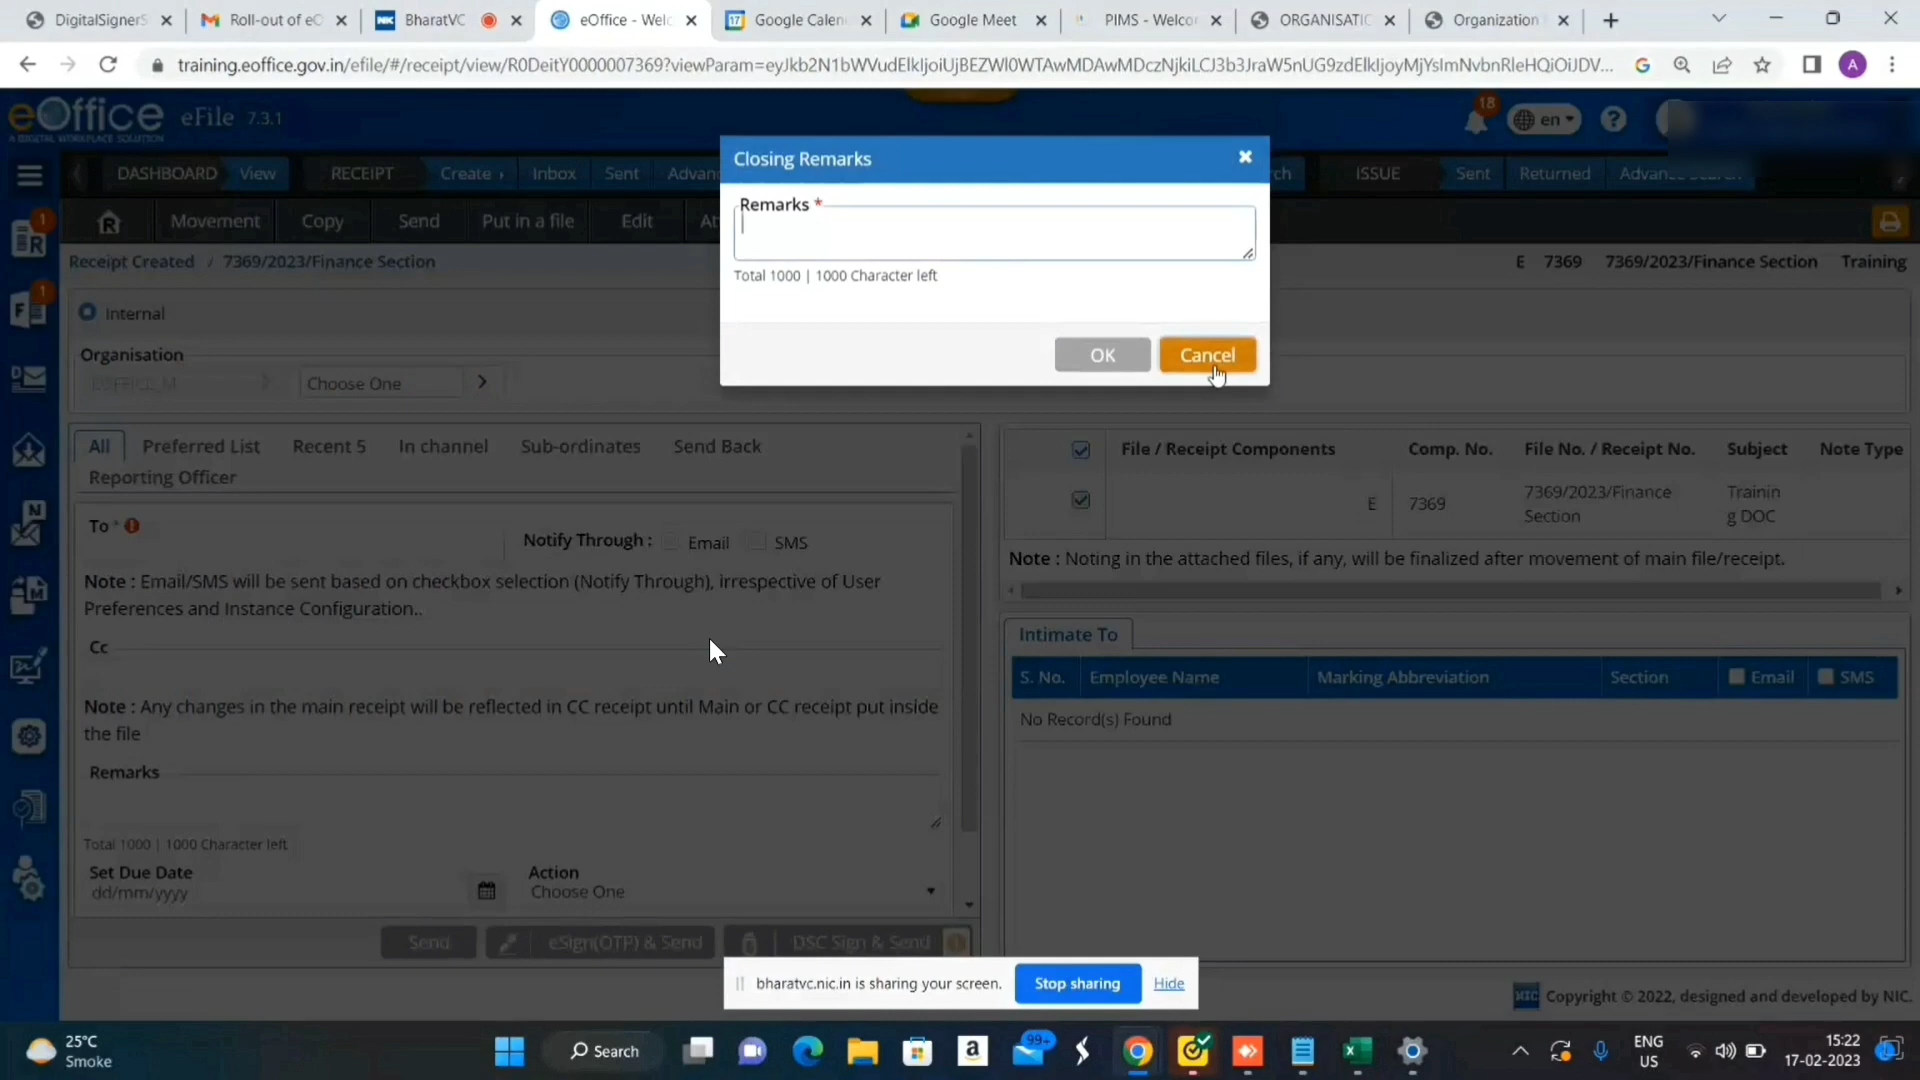 DigitalSignerS
Roll-out of eO
BharatVC
eOffice - Welc
Google Calen
Google Meet
PIMS - Welco
ORGANISATIO
Organization
training.eoffice.gov.in/efile/#/receipt/view/R0DeitY0000007369?viewParam=eyJkb2N1bWVudElkIjoiUjBEZWl0WTAwMDAwMDczNjkiLCJ3b3JraW5nUG9zdElkIjoyMjYsImNvbnRleHQiOiJDV...
A
eOffice
A DIGITAL WORKPLACE SOLUTION
eFile 7.3.1
18
en
DASHBOARD View RECEIPT Create Inbox Sent Advan
ch ISSUE Sent Returned
Movement Copy Send Put in a file Edit At
Receipt Created / 7369/2023/Finance Section
E 7369 7369/2023/Finance Section Training
Closing Remarks
Remarks *
Total 1000 | 1000 Character left
OK Cancel
Internal
Organisation
EOFFICE_M
Choose One
All Preferred List Recent 5 In channel Sub-ordinates Send Back
Reporting Officer
To *
Notify Through : Email SMS
Note : Email/SMS will be sent based on checkbox selection (Notify Through), irrespective of User
Preferences and Instance Configuration..
Cc
Note : Any changes in the main receipt will be reflected in CC receipt until Main or CC receipt put inside
the file
Remarks
Total 1000 | 1000 Character left
Set Due Date
dd/mm/yyyy
Action
Choose One
Send eSign(OTP) & Send DSC Sign & Send
File / Receipt Components Comp. No. File No. / Receipt No. Subject Note Type
E 7369 7369/2023/Finance Section Trainin g DOC
Note : Noting in the attached files, if any, will be finalized after movement of main file/receipt.
Intimate To
S. No. Employee Name Marking Abbreviation Section Email SMS
No Record(s) Found
bharatvc.nic.in is sharing your screen. Stop sharing Hide
NIC Copyright © 2022, designed and developed by NIC.
25°C
Smoke
Search
99+
ENG
US
15:22
17-02-2023